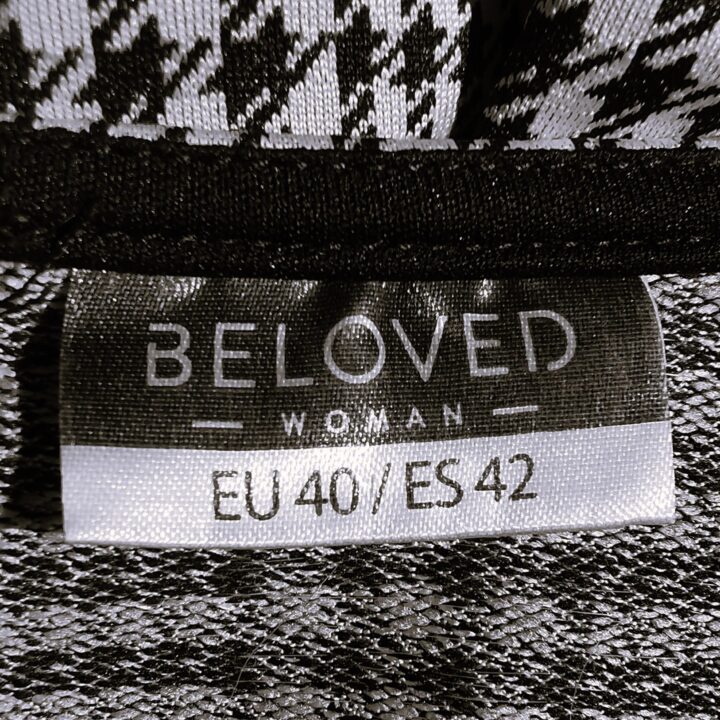 BELOVED
— WOMAN —
EU 40 / ES 42